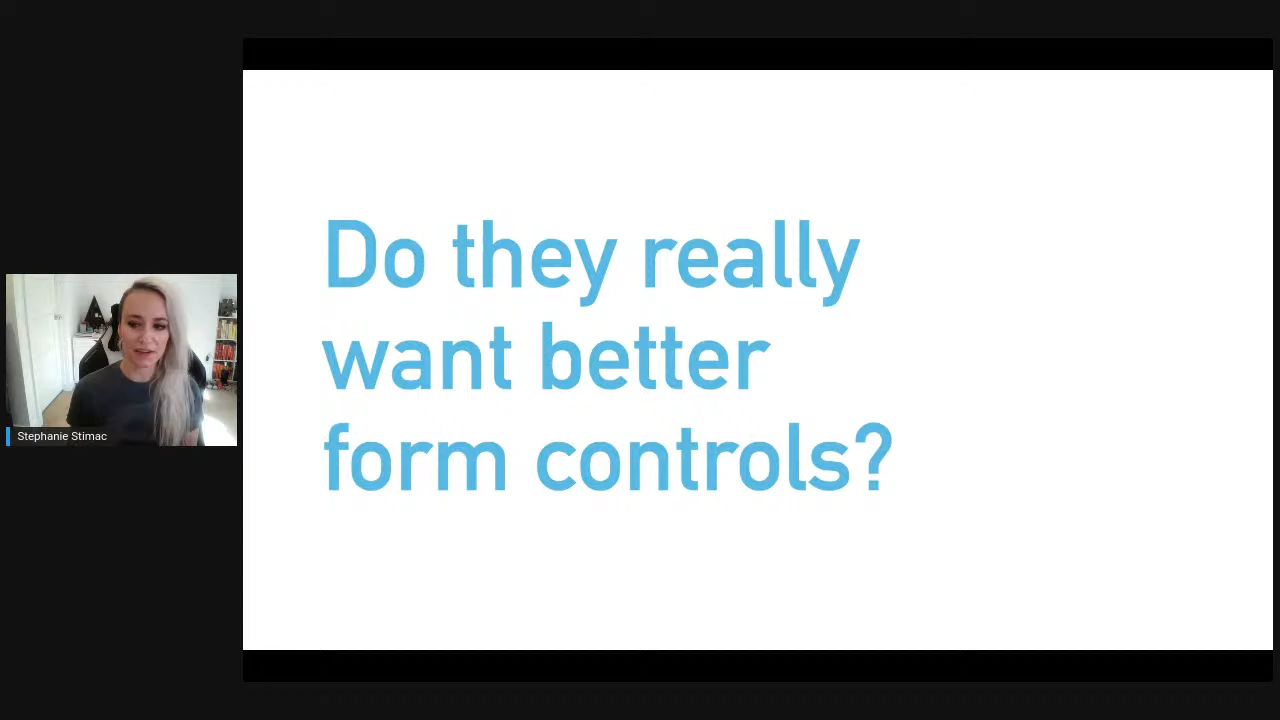 Do they really
want better
form controls?
Stephanie Stimac